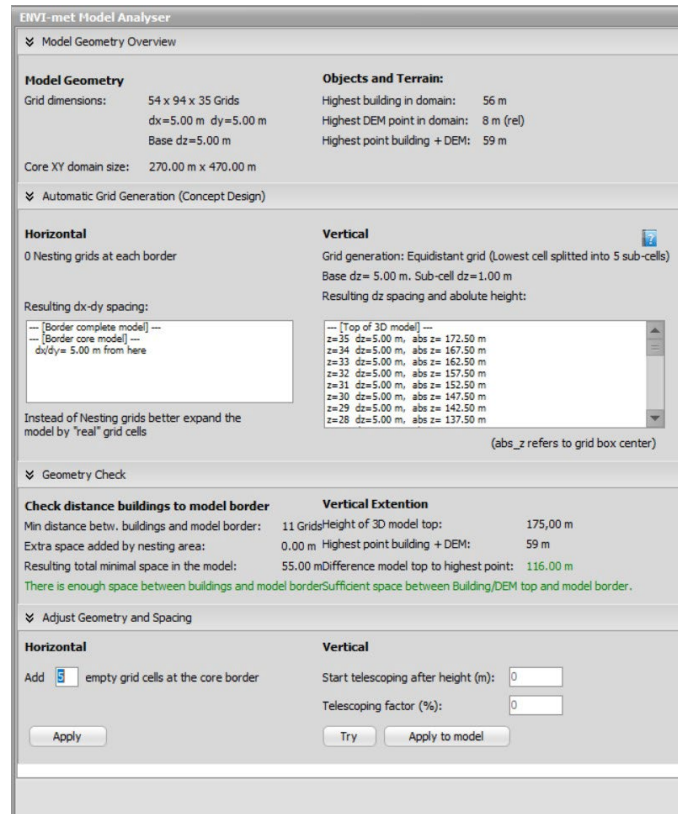 ENVI-met Model Analyser
Model Geometry Overview
Model Geometry
Grid dimensions: 54 x 94 x 35 Grids
dx=5.00 m dy=5.00 m
Base dz=5.00 m
Core XY domain size: 270.00 m x 470.00 m
Objects and Terrain:
Highest building in domain: 56 m
Highest DEM point in domain: 8 m (rel)
Highest point building + DEM: 59 m
Automatic Grid Generation (Concept Design)
Horizontal
0 Nesting grids at each border
Resulting dx-dy spacing:
--- [Border complete model] ---
--- [Border core model] ---
dx/dy= 5.00 m from here
Instead of Nesting grids better expand the
model by "real" grid cells
Vertical
?
Grid generation: Equidistant grid (Lowest cell splitted into 5 sub-cells)
Base dz= 5.00 m. Sub-cell dz=1.00 m
Resulting dz spacing and abolute height:
--- [Top of 3D model] ---
z=35 dz=5.00 m, abs z= 172.50 m
z=34 dz=5.00 m, abs z= 167.50 m
z=33 dz=5.00 m, abs z= 162.50 m
z=32 dz=5.00 m, abs z= 157.50 m
z=31 dz=5.00 m, abs z= 152.50 m
z=30 dz=5.00 m, abs z= 147.50 m
z=29 dz=5.00 m, abs z= 142.50 m
z=28 dz=5.00 m, abs z= 137.50 m
(abs_z refers to grid box center)
Geometry Check
Check distance buildings to model border
Min distance betw. buildings and model border: 11 Grids
Extra space added by nesting area: 0.00 m
Resulting total minimal space in the model: 55.00 m
There is enough space between buildings and model border
Vertical Extention
Height of 3D model top: 175,00 m
Highest point building + DEM: 59 m
Difference model top to highest point: 116.00 m
Sufficient space between Building/DEM top and model border.
Adjust Geometry and Spacing
Horizontal
Add 5 empty grid cells at the core border
Apply
Vertical
Start telescoping after height (m): 0
Telescoping factor (%): 0
Try
Apply to model